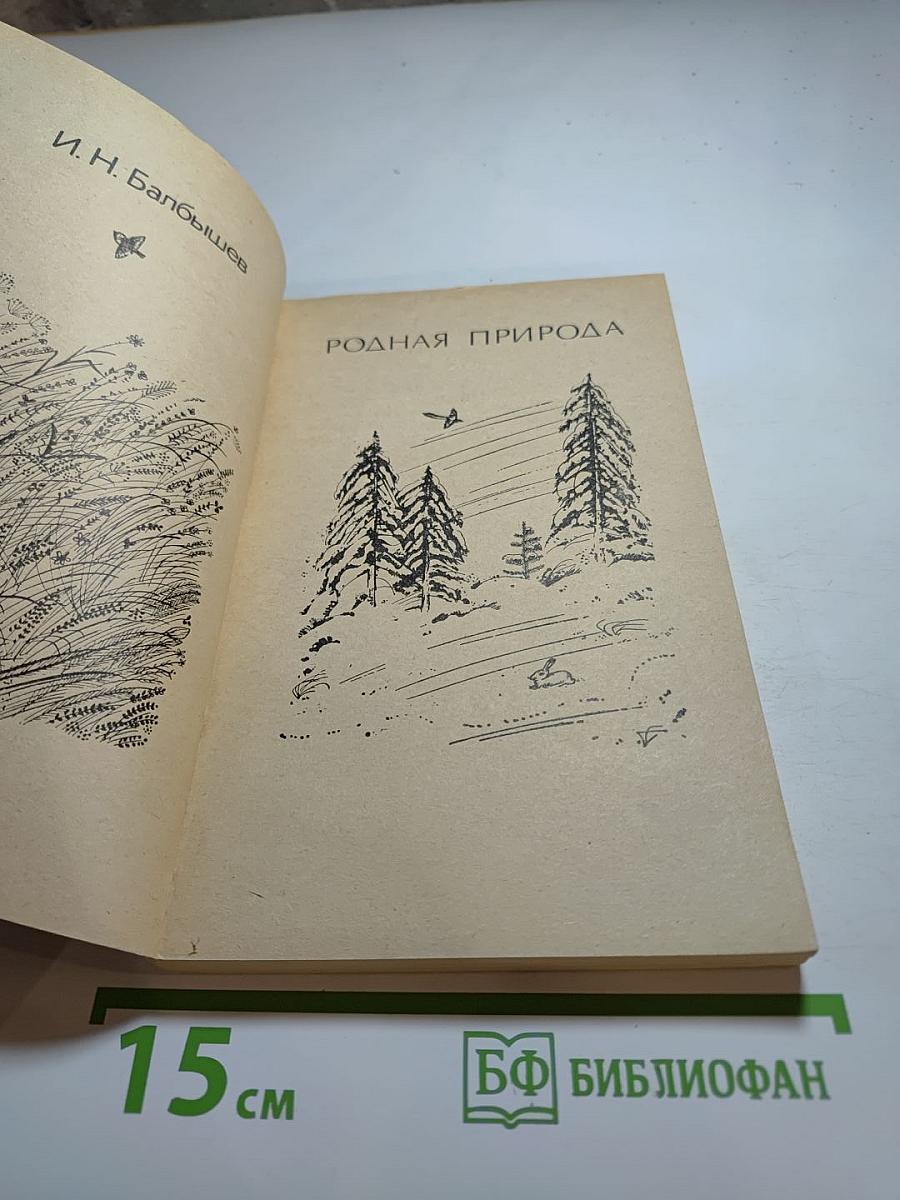 И. Н. Балбышев
РОДНАЯ ПРИРОДА
15 см
БФ БИБЛИОФАН